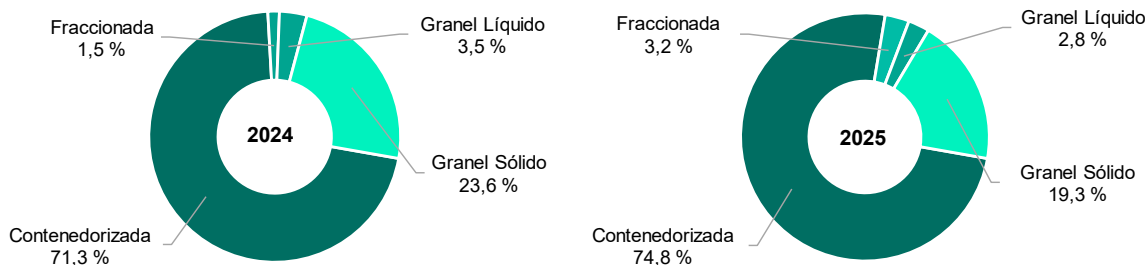 Fraccionada
1,5 %
Granel Líquido
3,5 %
2024
Granel Sólido
23,6 %
Contenedorizada
71,3 %
Fraccionada
3,2 %
Granel Líquido
2,8 %
2025
Granel Sólido
19,3 %
Contenedorizada
74,8 %